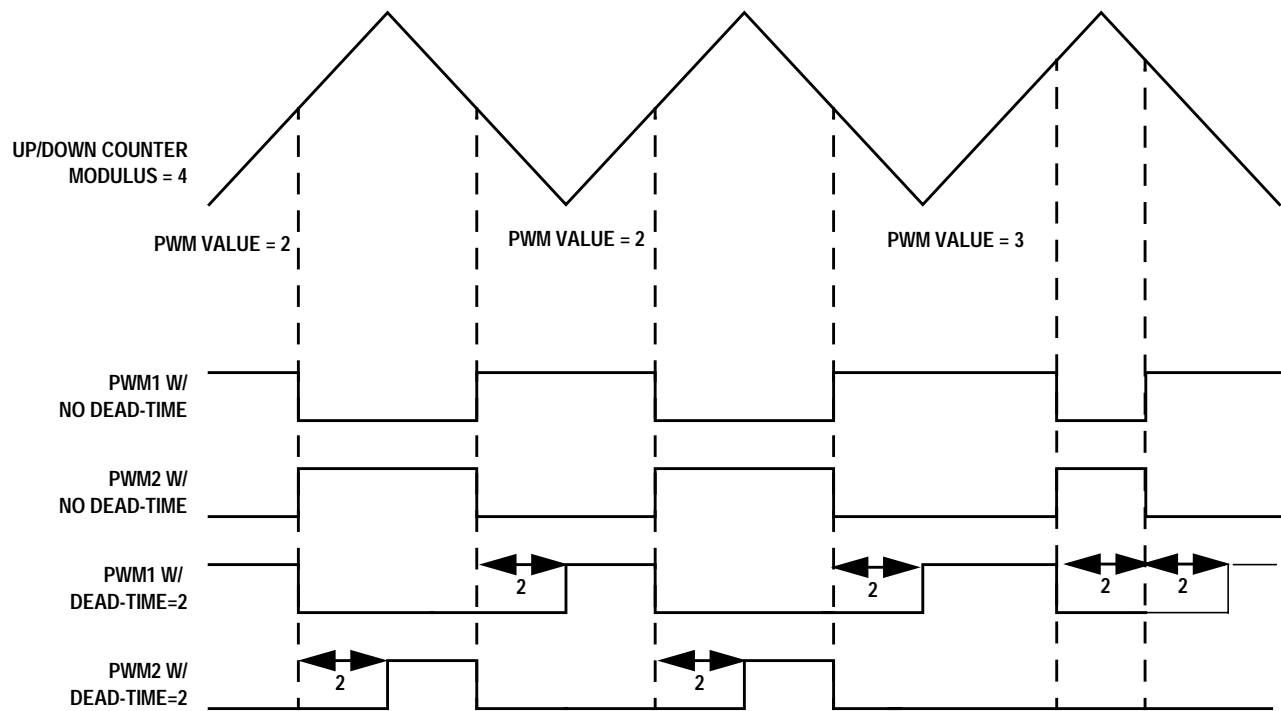 UP/DOWN COUNTER
MODULUS = 4
PWM VALUE = 2
PWM VALUE = 2
PWM VALUE = 3
PWM1 W/
NO DEAD-TIME
PWM2 W/
NO DEAD-TIME
PWM1 W/
DEAD-TIME=2
2
2
2
2
PWM2 W/
DEAD-TIME=2
2
2